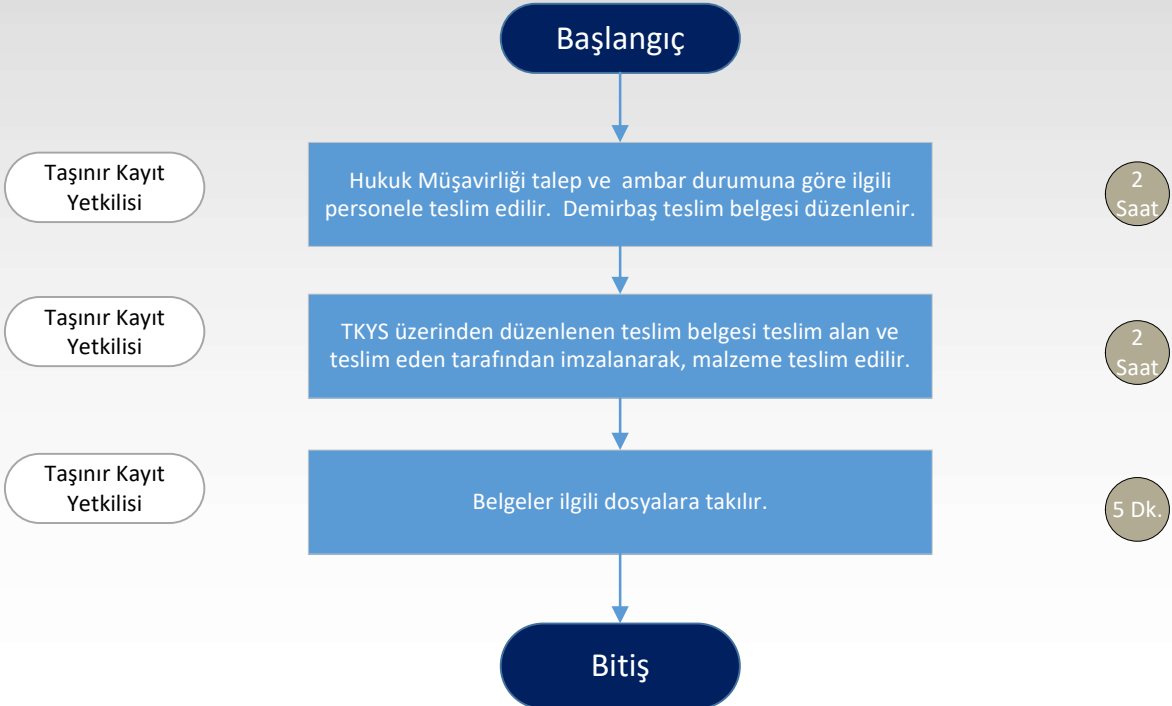 Başlangıç
Taşınır Kayıt
Yetkilisi
Hukuk Müşavirliği talep ve  ambar durumuna göre ilgili
personele teslim edilir.  Demirbaş teslim belgesi düzenlenir.
2
Saat
Taşınır Kayıt
Yetkilisi
TKYS üzerinden düzenlenen teslim belgesi teslim alan ve
teslim eden tarafından imzalanarak, malzeme teslim edilir.
2
Saat
Taşınır Kayıt
Yetkilisi
Belgeler ilgili dosyalara takılır.
5 Dk.
Bitiş